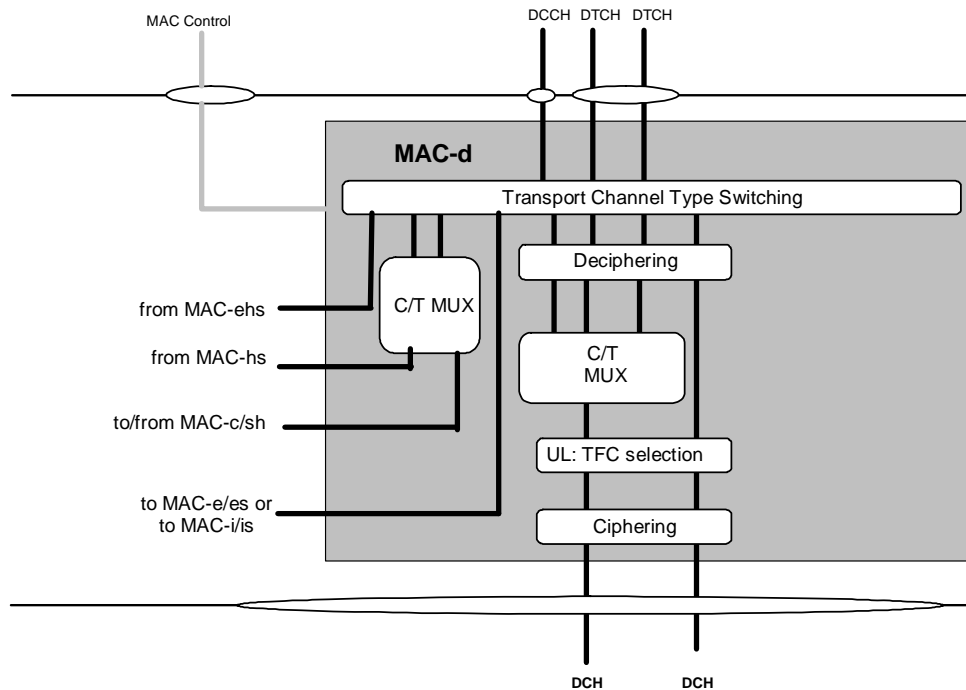 MAC Control
DCCH DTCH DTCH
MAC-d
Transport Channel Type Switching
Deciphering
from MAC-ehs
C/T MUX
from MAC-hs
C/T
MUX
to/from MAC-c/sh
UL: TFC selection
to MAC-e/es or
to MAC-i/is
Ciphering
DCH DCH